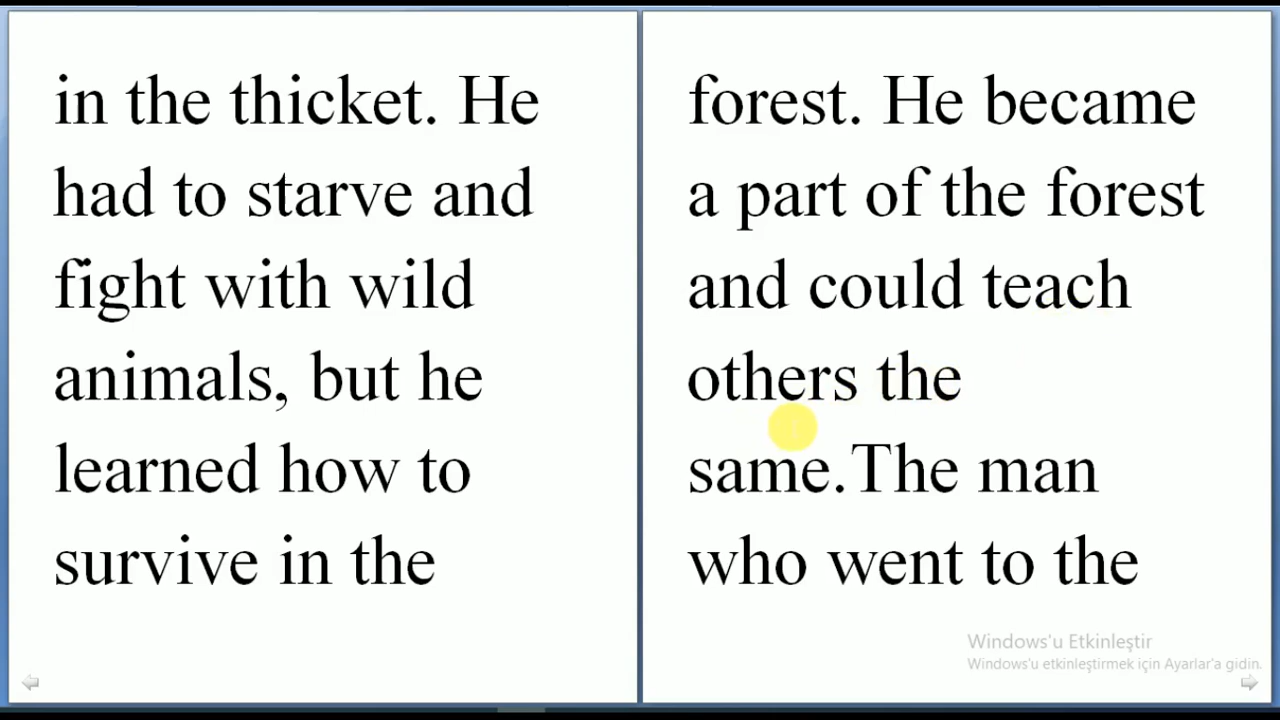 in the thicket. He
had to starve and
fight with wild
animals, but he
learned how to
survive in the
forest. He became
a part of the forest
and could teach
others the
same.The man
who went to the
Windows'u Etkinleştir
Windows'u etkinleştirmek için Ayarlar'a gidin.